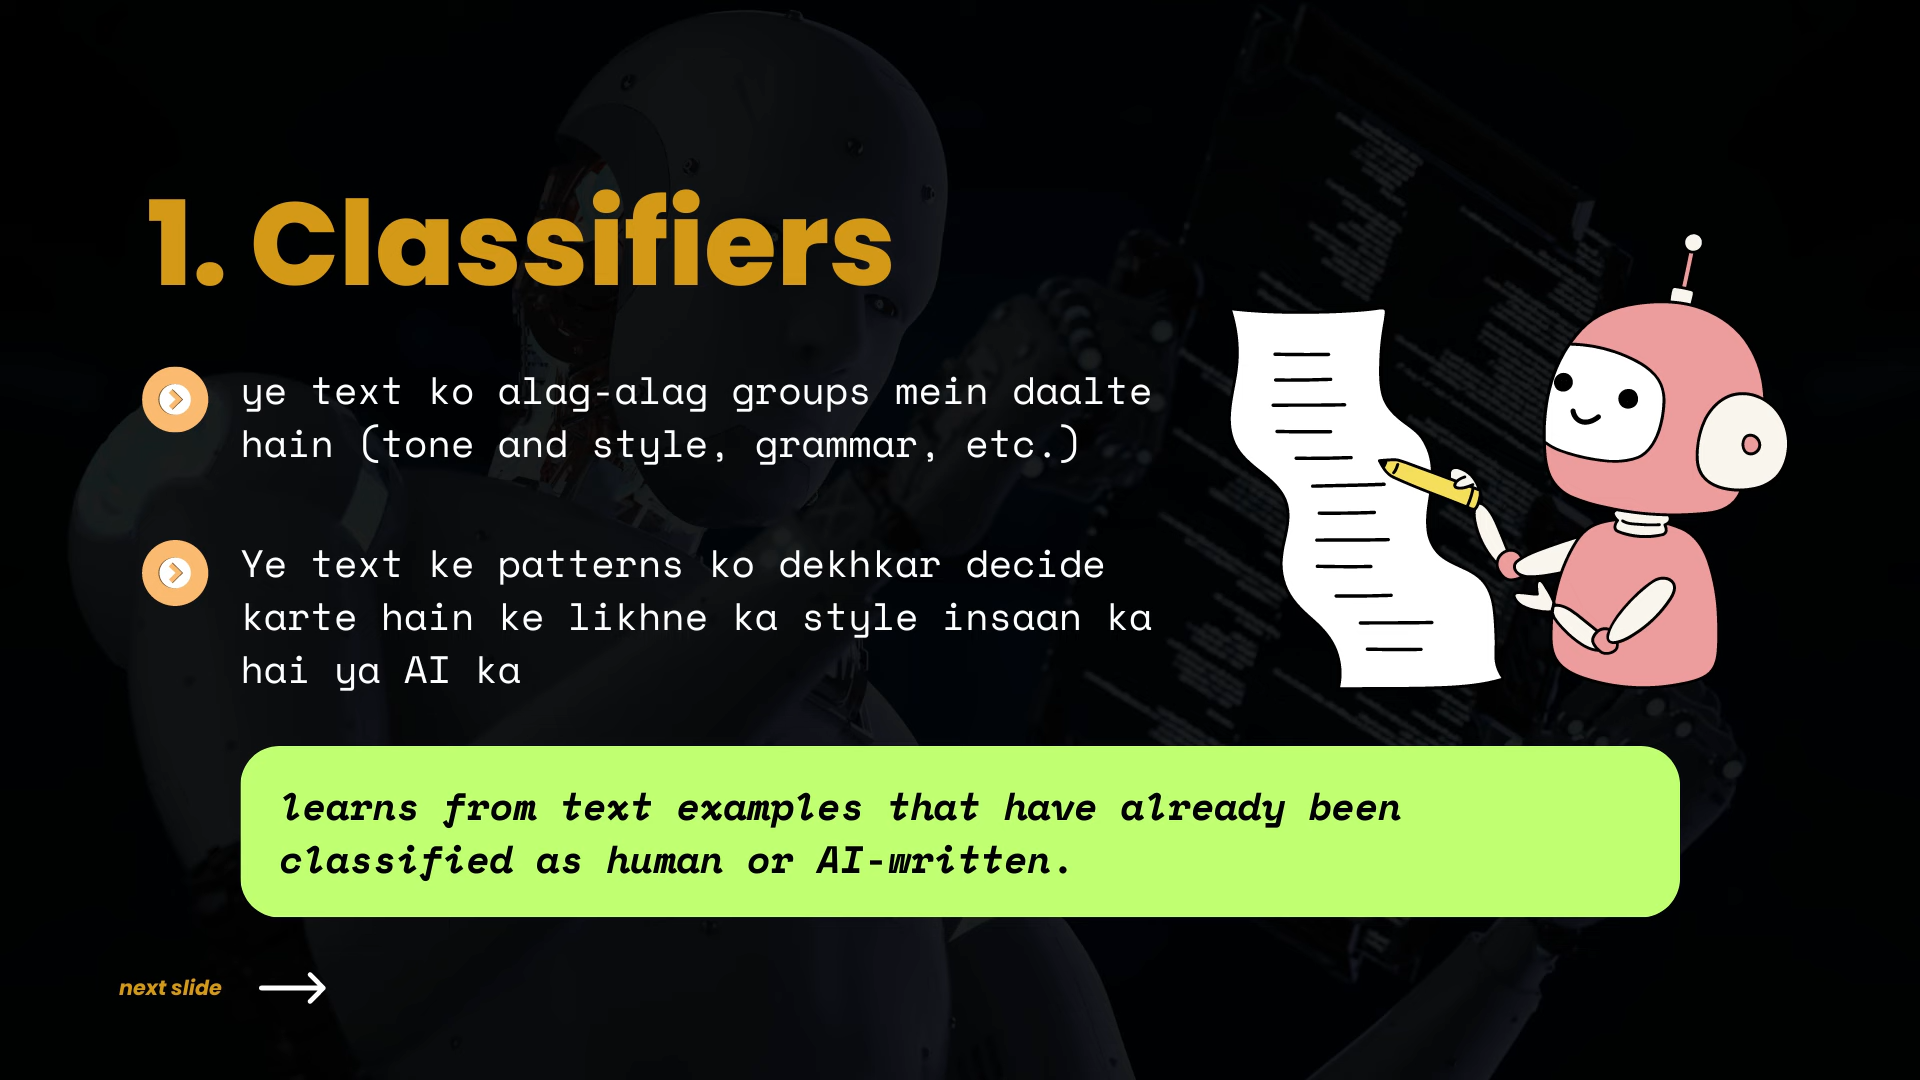 1. Classifiers
ye text ko alag-alag groups mein daalte
hain (tone and style, grammar, etc.)
Ye text ke patterns ko dekhkar decide
karte hain ke likhne ka style insaan ka
hai ya AI ka
learns from text examples that have already been
classified as human or AI-written.
next slide